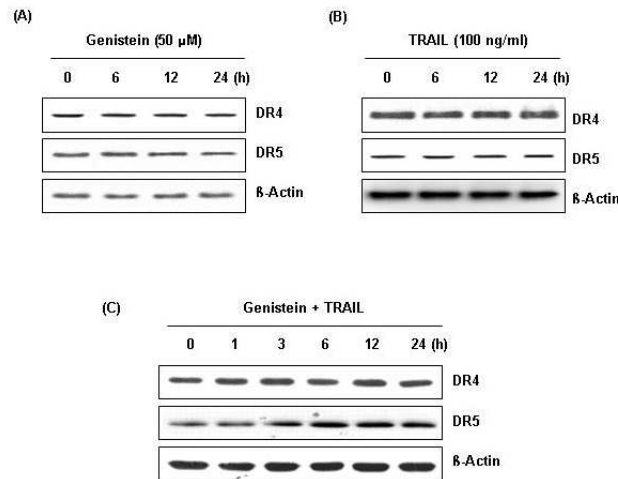 (A)
Genistein (50 µM)
0 6 12 24 (h)
DR4
DR5
ß-Actin
(B)
TRAIL (100 ng/ml)
0 6 12 24 (h)
DR4
DR5
ß-Actin
(C)
Genistein + TRAIL
0 1 3 6 12 24 (h)
DR4
DR5
ß-Actin